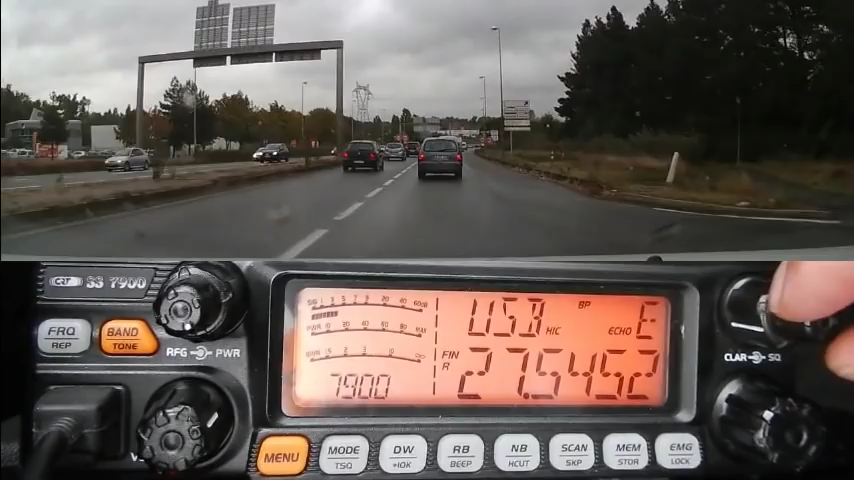 CRT SS 7900
FRQ
REP
BAND
TONE
RFG PWR
S/RF 1 3 5 7 9 20 40 60dB
PWR 10 20 40 60 80 MAX
SWR 1.5 2 3 ∞
7900
USB
HIC
BP
ECHO E
FIN
R
27.5452
CLAR SQ
MENU
MODE
TSQ
DW
+10K
RB
BEEP
NB
HCUT
SCAN
SKP
MEM
STOR
EMG
LOCK